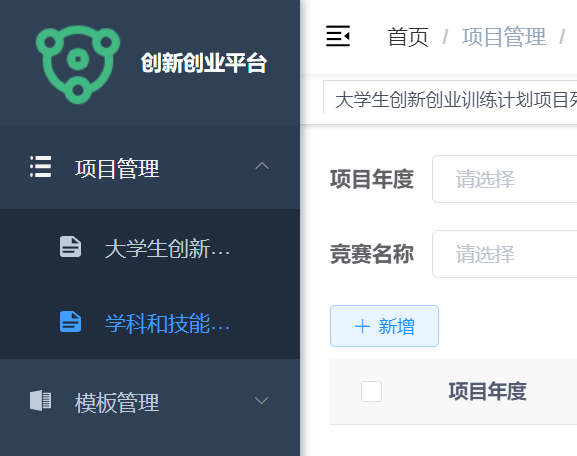 创新创业平台
项目管理
大学生创新...
学科和技能...
模板管理
首页 / 项目管理 /
大学生创新创业训练计划项目列
项目年度 请选择
竞赛名称 请选择
+ 新增
项目年度